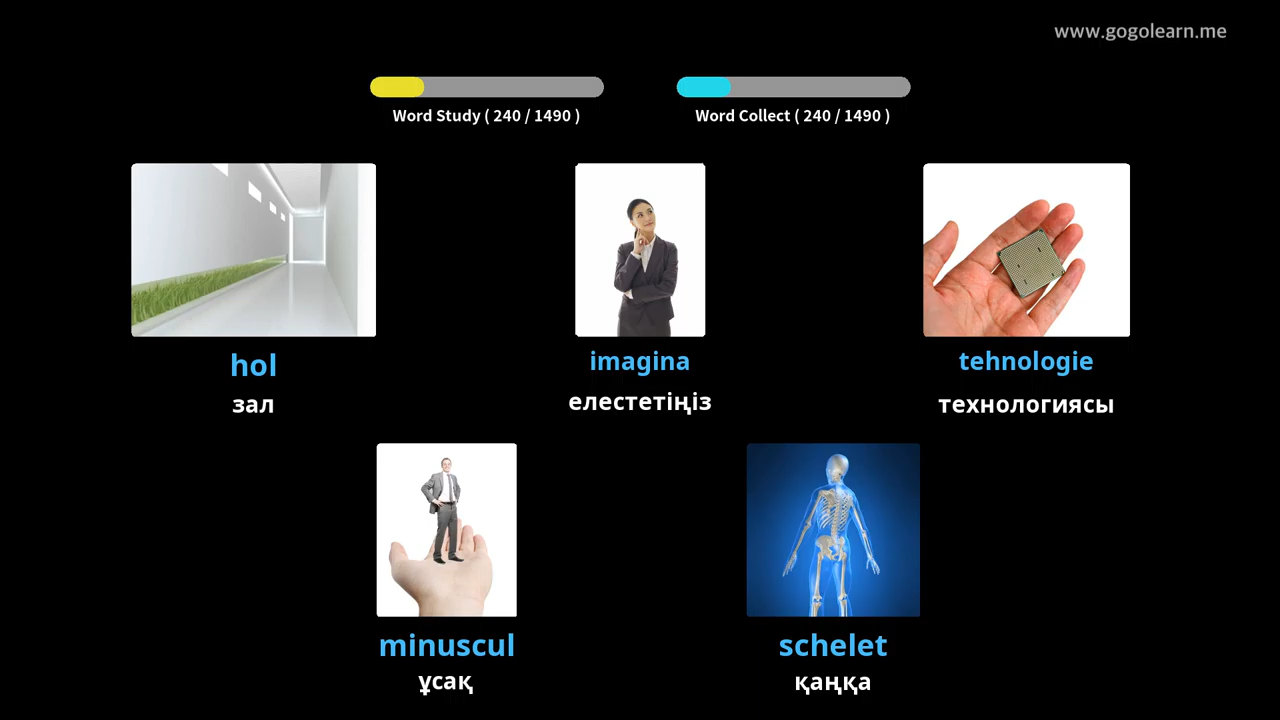 www.gogolearn.me
Word Study ( 240 / 1490 )
Word Collect ( 240 / 1490 )
hol
зал
imagina
елестетіңіз
tehnologie
технологиясы
minuscul
ұсақ
schelet
қаңқа